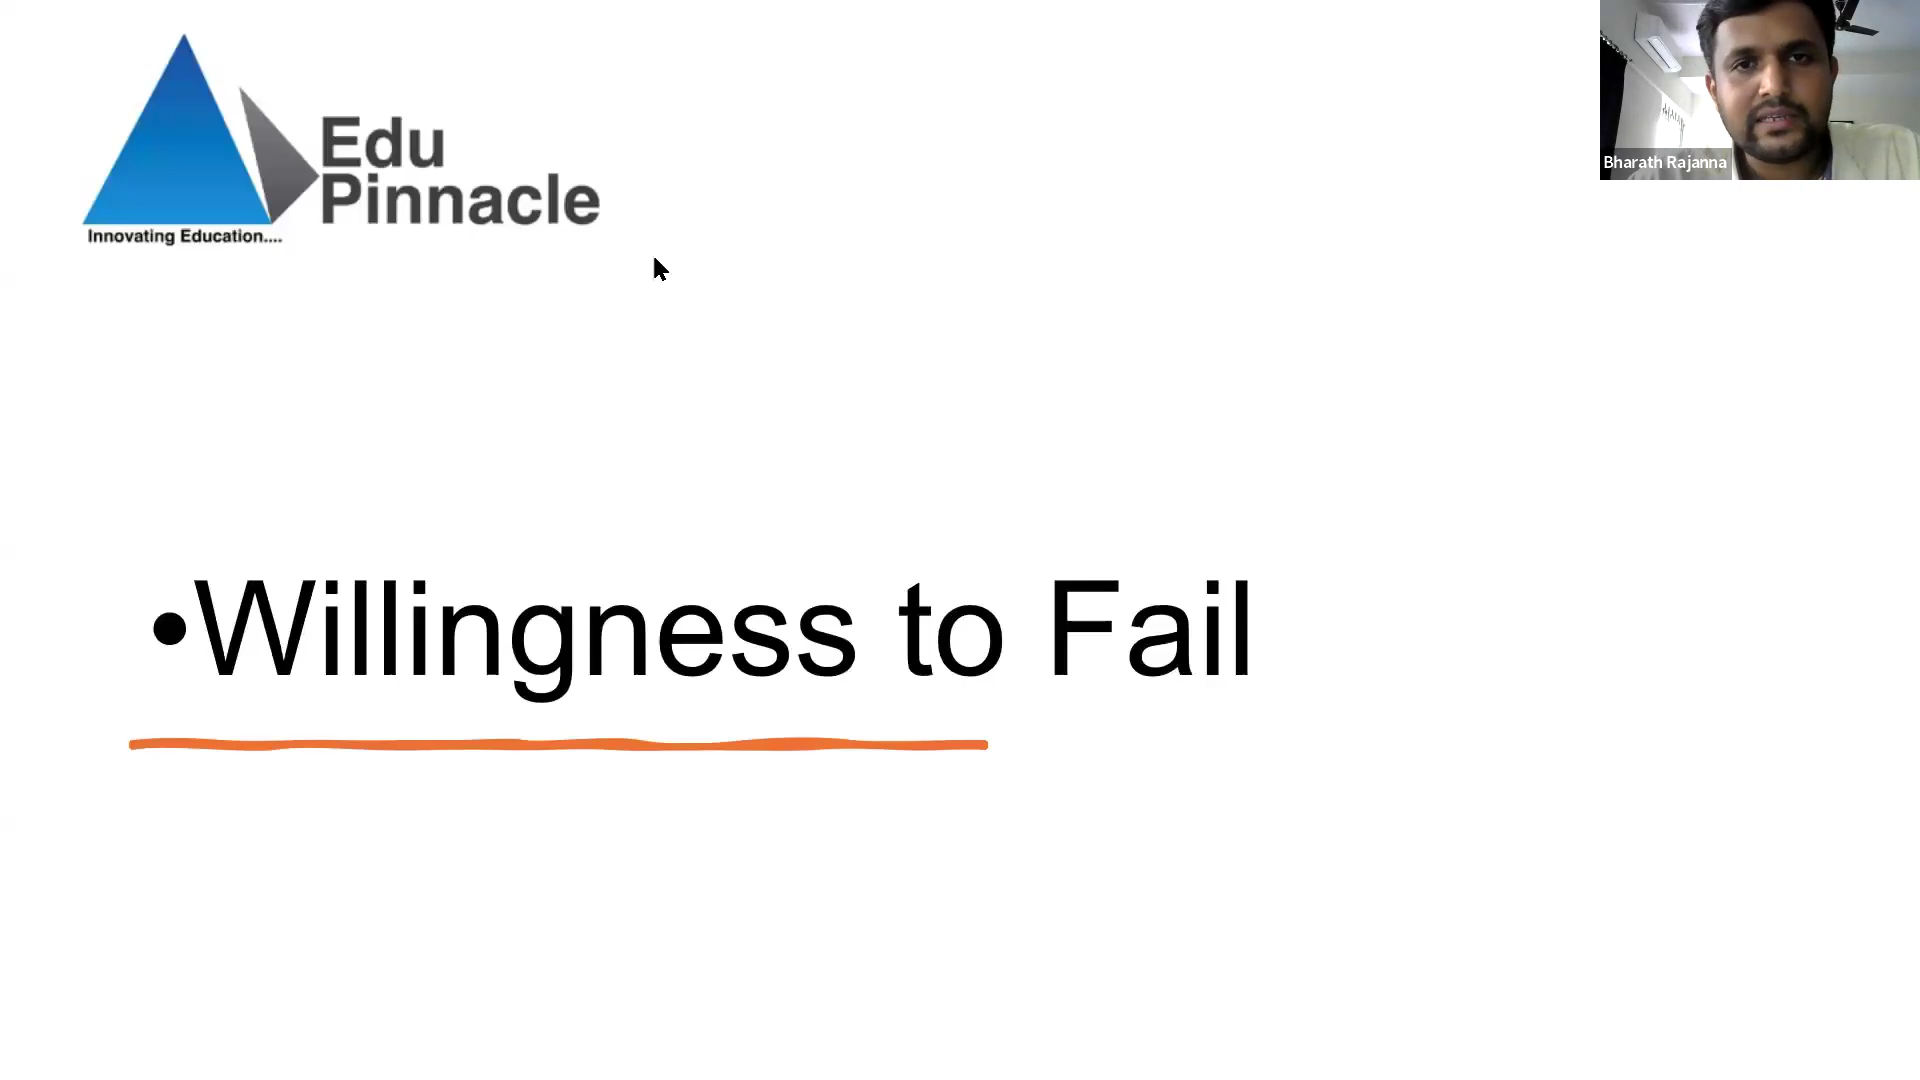 Edu
Pinnacle
Innovating Education....
Bharath Rajanna
•Willingness to Fail